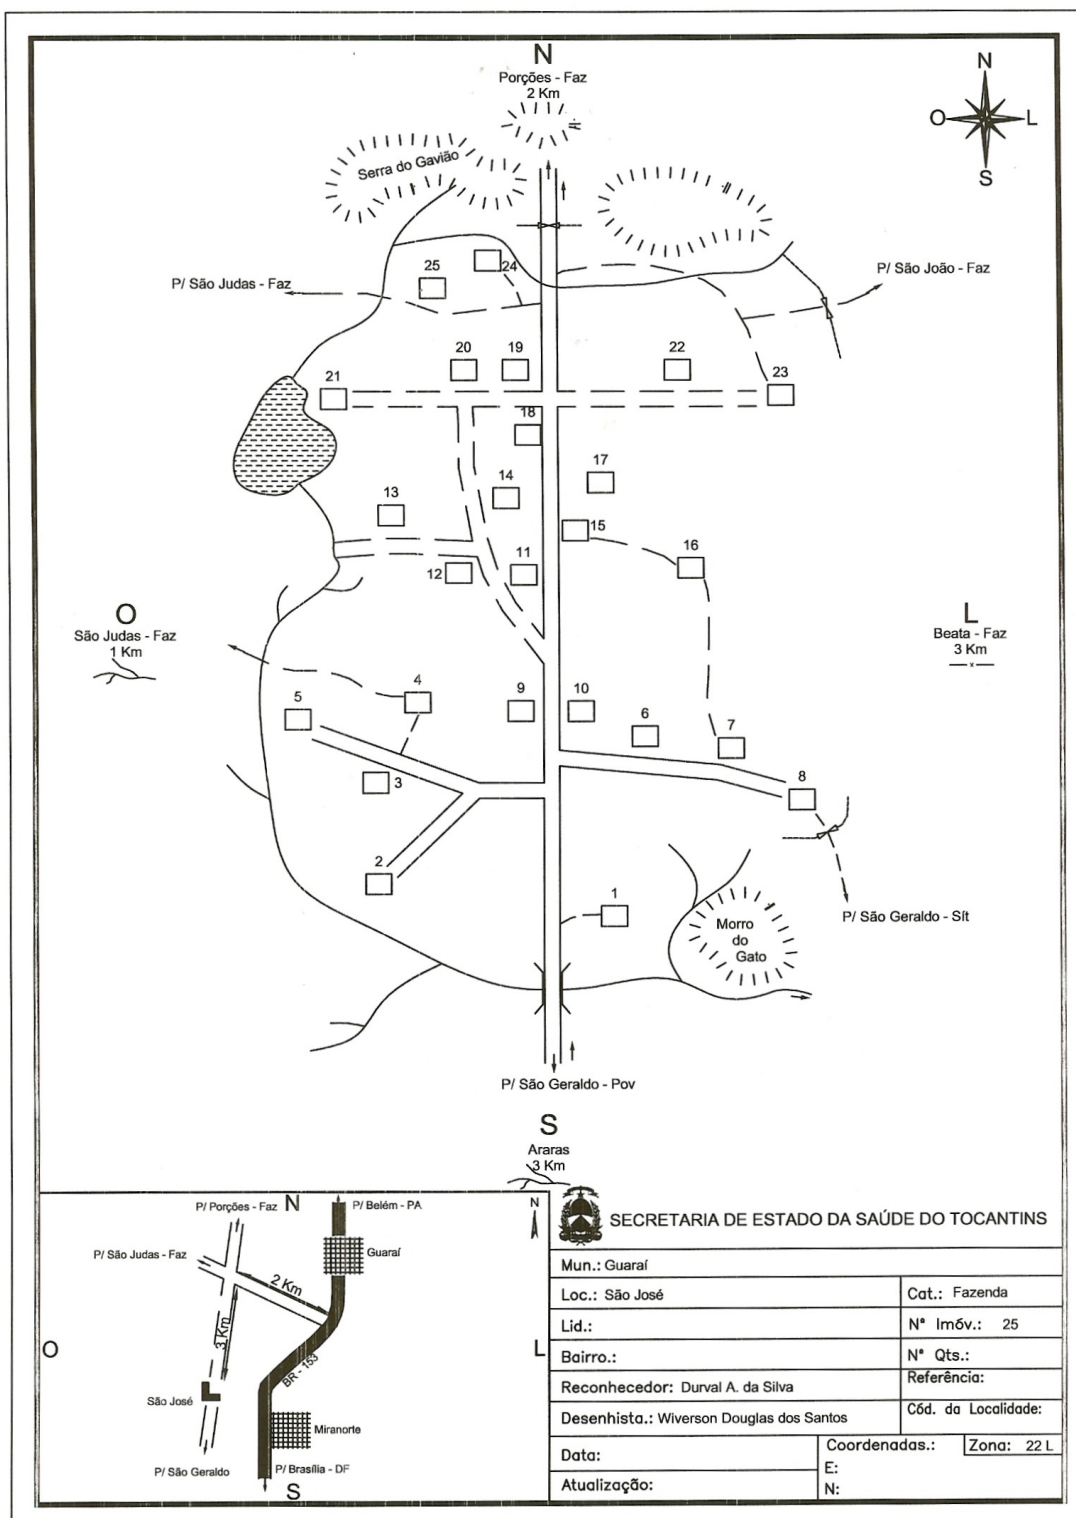 N
Porções - Faz
2 Km
N
O
L
S
Serra do Gavião
P/ São Judas - Faz
25
24
P/ São João - Faz
20
19
22
21
23
18
17
14
13
15
16
12
11
O
São Judas - Faz
1 Km
L
Beata - Faz
3 Km
4
5
9
10
6
7
3
8
2
1
P/ São Geraldo - Sít
Morro
do
Gato
P/ São Geraldo - Pov
S
Araras
3 Km
P/ Porções - Faz
N
P/ Belém - PA
N
P/ São Judas - Faz
Guaraí
2 Km
3 Km
O
L
BR - 153
São José
Miranorte
P/ São Geraldo
P/ Brasília - DF
S
SECRETARIA DE ESTADO DA SAÚDE DO TOCANTINS
Mun.: Guaraí
Loc.: São José
Cat.: Fazenda
Lid.:
Nº Imóv.: 25
Bairro.:
Nº Qts.:
Reconhecedor: Durval A. da Silva
Referência:
Desenhista.: Wiverson Douglas dos Santos
Cód. da Localidade:
Data:
Coordenadas.:
Zona: 22 L
E:
Atualização:
N: